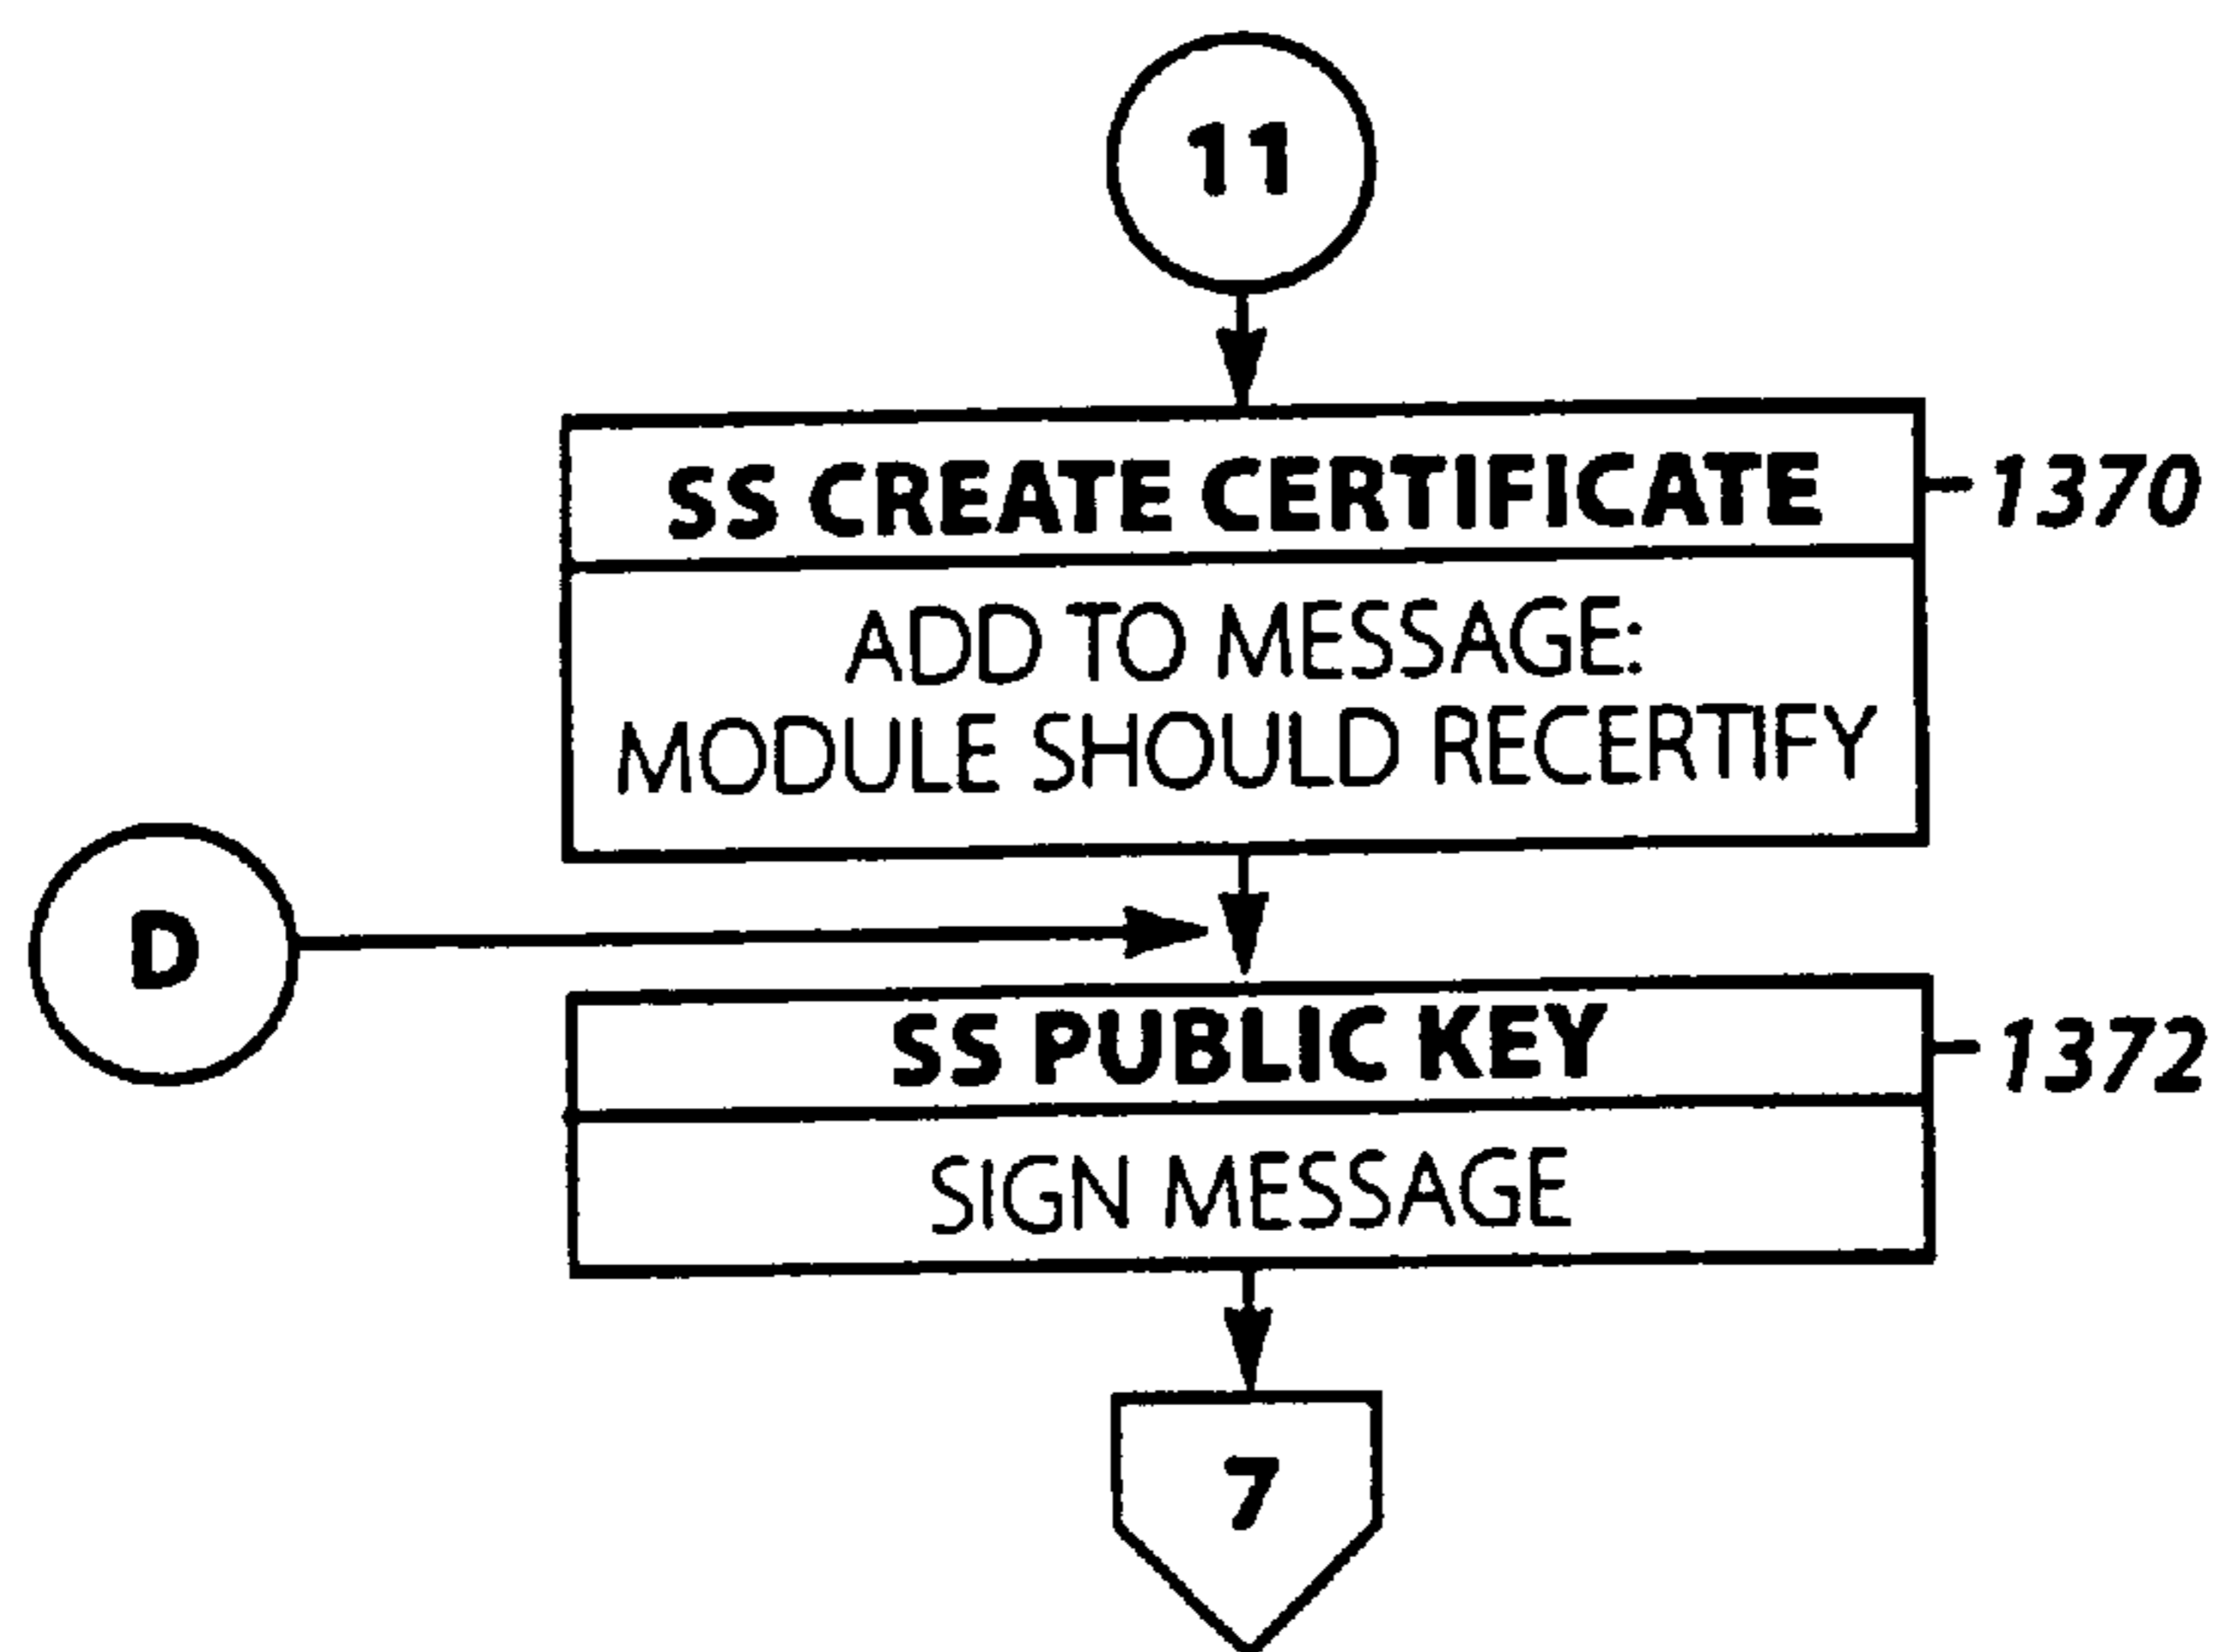 11
SS CREATE CERTIFICATE
1370
ADD TO MESSAGE:
MODULE SHOULD RECERTIFY
D
SS PUBLIC KEY
1372
SIGN MESSAGE
7